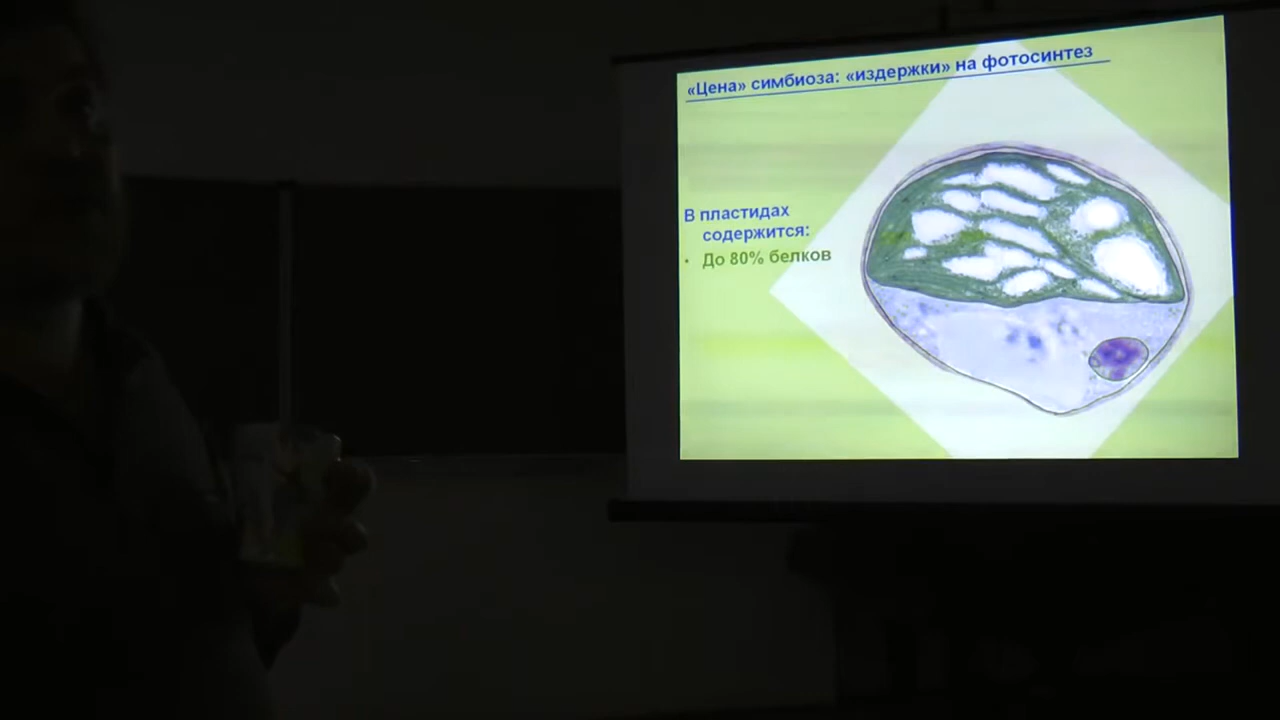 «Цена» симбиоза: «издержки» на фотосинтез
В пластидах
содержится:
• До 80% белков